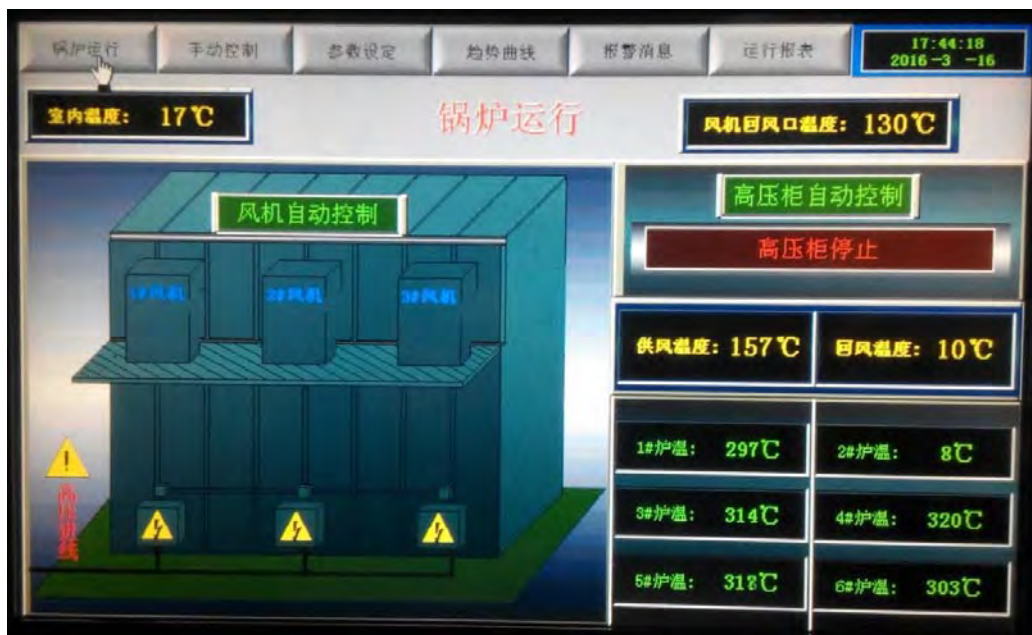 锅炉运行 手动控制 参数设定 趋势曲线 报警消息 运行报表
17:44:18
2016-3 -16
室内温度: 17℃
锅炉运行
风机回风口温度: 130℃
风机自动控制
高压柜自动控制
高压柜停止
1#风机 2#风机 3#风机
供风温度: 157℃ 回风温度: 10℃
1#炉温: 297℃ 2#炉温: 8℃
3#炉温: 314℃ 4#炉温: 320℃
5#炉温: 318℃ 6#炉温: 303℃